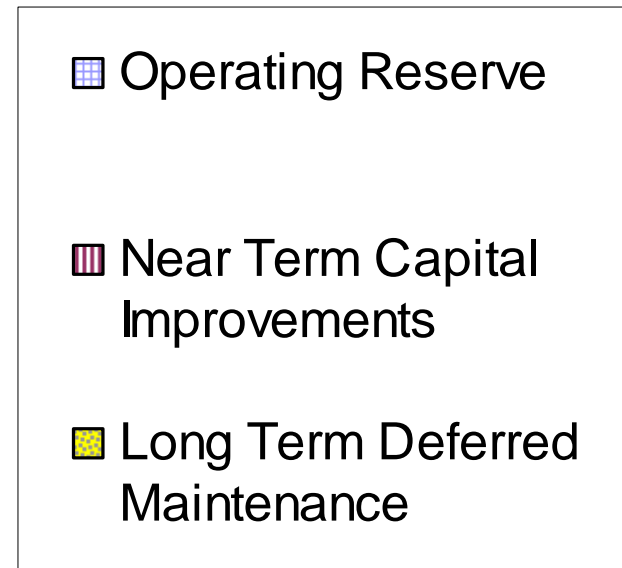 Operating Reserve
Near Term Capital
Improvements
Long Term Deferred
Maintenance